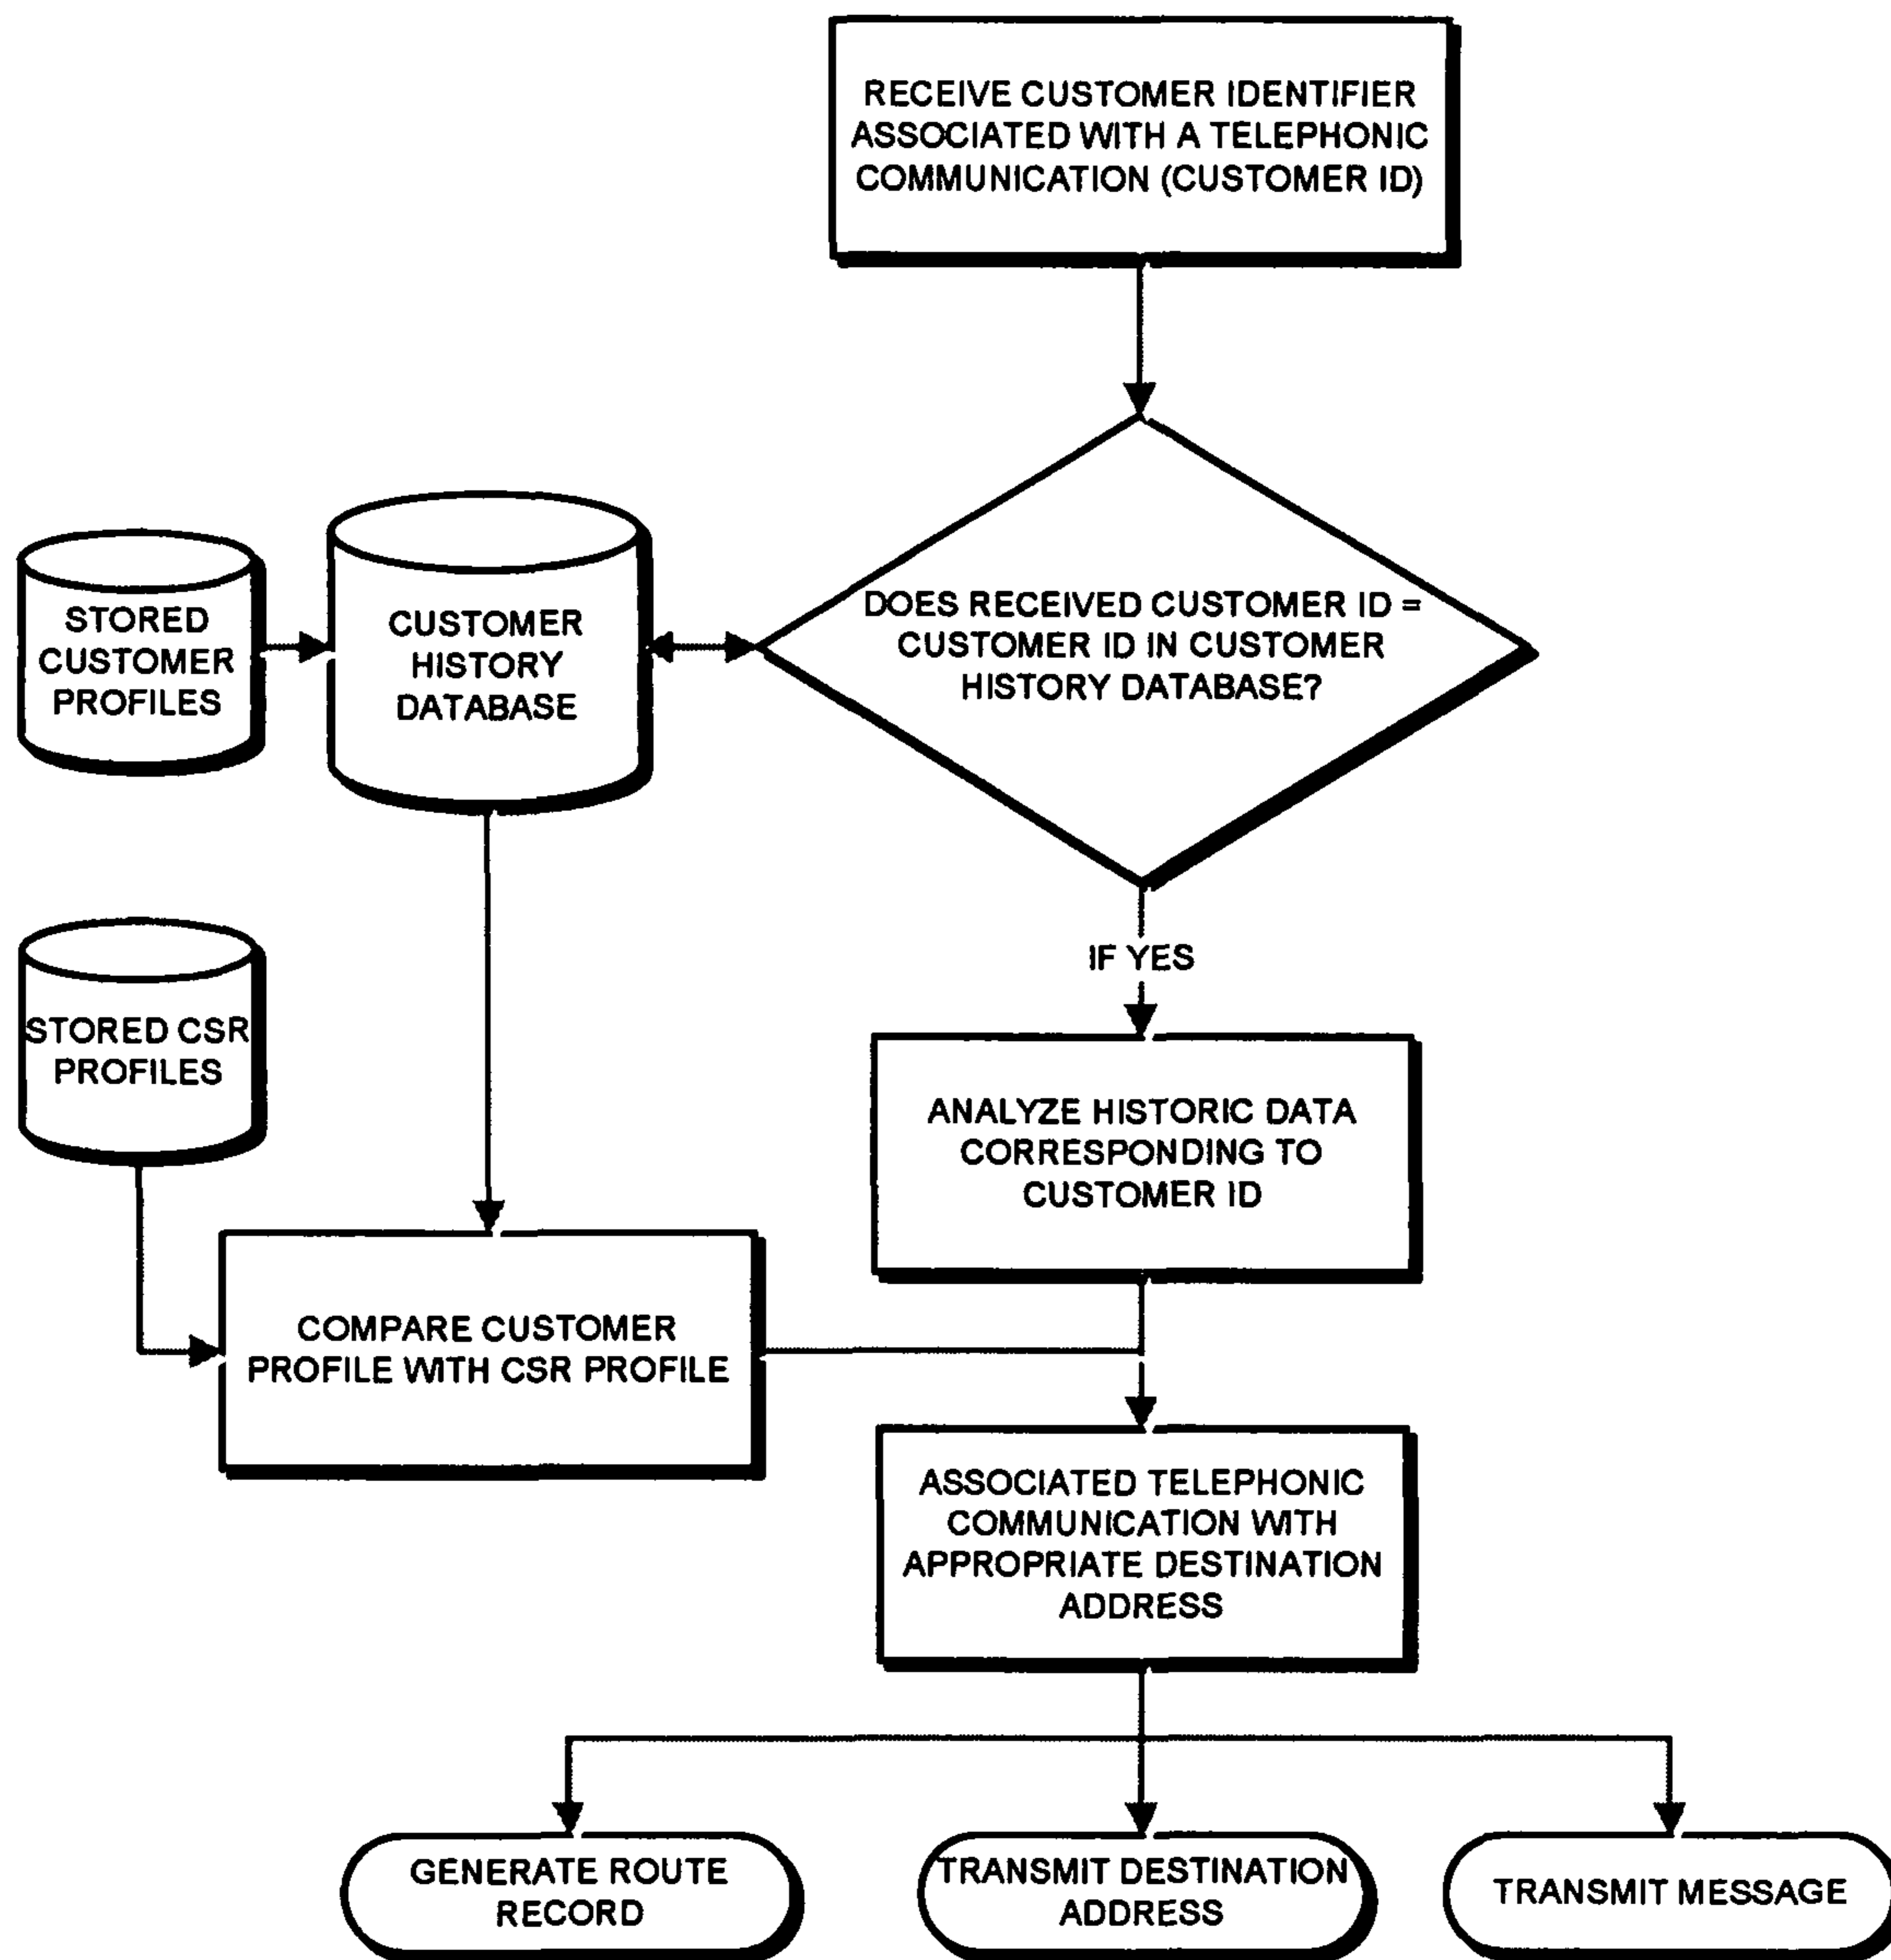 RECEIVE CUSTOMER IDENTIFIER
ASSOCIATED WITH A TELEPHONIC
COMMUNICATION (CUSTOMER ID)
DOES RECEIVED CUSTOMER ID =
CUSTOMER ID IN CUSTOMER
HISTORY DATABASE?
CUSTOMER
HISTORY
DATABASE
STORED
CUSTOMER
PROFILES
IF YES
STORED CSR
PROFILES
ANALYZE HISTORIC DATA
CORRESPONDING TO
CUSTOMER ID
COMPARE CUSTOMER
PROFILE WITH CSR PROFILE
ASSOCIATED TELEPHONIC
COMMUNICATION WITH
APPROPRIATE DESTINATION
ADDRESS
GENERATE ROUTE
RECORD
TRANSMIT DESTINATION
ADDRESS
TRANSMIT MESSAGE